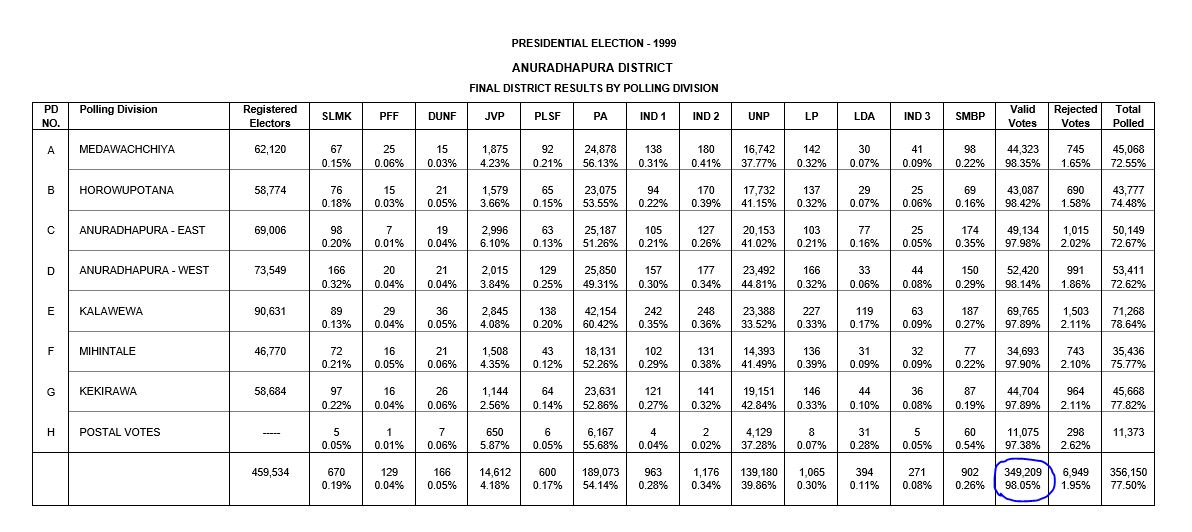 PRESIDENTIAL ELECTION - 1999
ANURADHAPURA DISTRICT
FINAL DISTRICT RESULTS BY POLLING DIVISION
PD NO. Polling Division Registered Electors SLMK PFF DUNF JVP PLSF PA IND 1 IND 2 UNP LP LDA IND 3 SMBP Valid Votes Rejected Votes Total Polled
A MEDAWACHCHIYA 62,120 67 25 15 1,875 92 24,878 138 180 16,742 142 30 41 98 44,323 745 45,068
0.15% 0.06% 0.03% 4.23% 0.21% 56.13% 0.31% 0.41% 37.77% 0.32% 0.07% 0.09% 0.22% 98.35% 1.65% 72.55%
B HOROWUPOTANA 58,774 76 15 21 1,579 65 23,075 94 170 17,732 137 29 25 69 43,087 690 43,777
0.18% 0.03% 0.05% 3.66% 0.15% 53.55% 0.22% 0.39% 41.15% 0.32% 0.07% 0.06% 0.16% 98.42% 1.58% 74.48%
C ANURADHAPURA - EAST 69,006 98 7 19 2,996 63 25,187 105 127 20,153 103 77 25 174 49,134 1,015 50,149
0.20% 0.01% 0.04% 6.10% 0.13% 51.26% 0.21% 0.26% 41.02% 0.21% 0.16% 0.05% 0.35% 97.98% 2.02% 72.67%
D ANURADHAPURA - WEST 73,549 166 20 21 2,015 129 25,850 157 177 23,492 166 33 44 150 52,420 991 53,411
0.32% 0.04% 0.04% 3.84% 0.25% 49.31% 0.30% 0.34% 44.81% 0.32% 0.06% 0.08% 0.29% 98.14% 1.86% 72.62%
E KALAWEWA 90,631 89 29 36 2,845 138 42,154 242 248 23,388 227 119 63 187 69,765 1,503 71,268
0.13% 0.04% 0.05% 4.08% 0.20% 60.42% 0.35% 0.36% 33.52% 0.33% 0.17% 0.09% 0.27% 97.89% 2.11% 78.64%
F MIHINTALE 46,770 72 16 21 1,508 43 18,131 102 131 14,393 136 31 32 77 34,693 743 35,436
0.21% 0.05% 0.06% 4.35% 0.12% 52.26% 0.29% 0.38% 41.49% 0.39% 0.09% 0.09% 0.22% 97.90% 2.10% 75.77%
G KEKIRAWA 58,684 97 16 26 1,144 64 23,631 121 141 19,151 146 44 36 87 44,704 964 45,668
0.22% 0.04% 0.06% 2.56% 0.14% 52.86% 0.27% 0.32% 42.84% 0.33% 0.10% 0.08% 0.19% 97.89% 2.11% 77.82%
H POSTAL VOTES ----- 5 1 7 650 6 6,167 4 2 4,129 8 31 5 60 11,075 298 11,373
0.05% 0.01% 0.06% 5.87% 0.05% 55.68% 0.04% 0.02% 37.28% 0.07% 0.28% 0.05% 0.54% 97.38% 2.62%
459,534 670 129 166 14,612 600 189,073 963 1,176 139,180 1,065 394 271 902 349,209 6,949 356,150
0.19% 0.04% 0.05% 4.18% 0.17% 54.14% 0.28% 0.34% 39.86% 0.30% 0.11% 0.08% 0.26% 98.05% 1.95% 77.50%